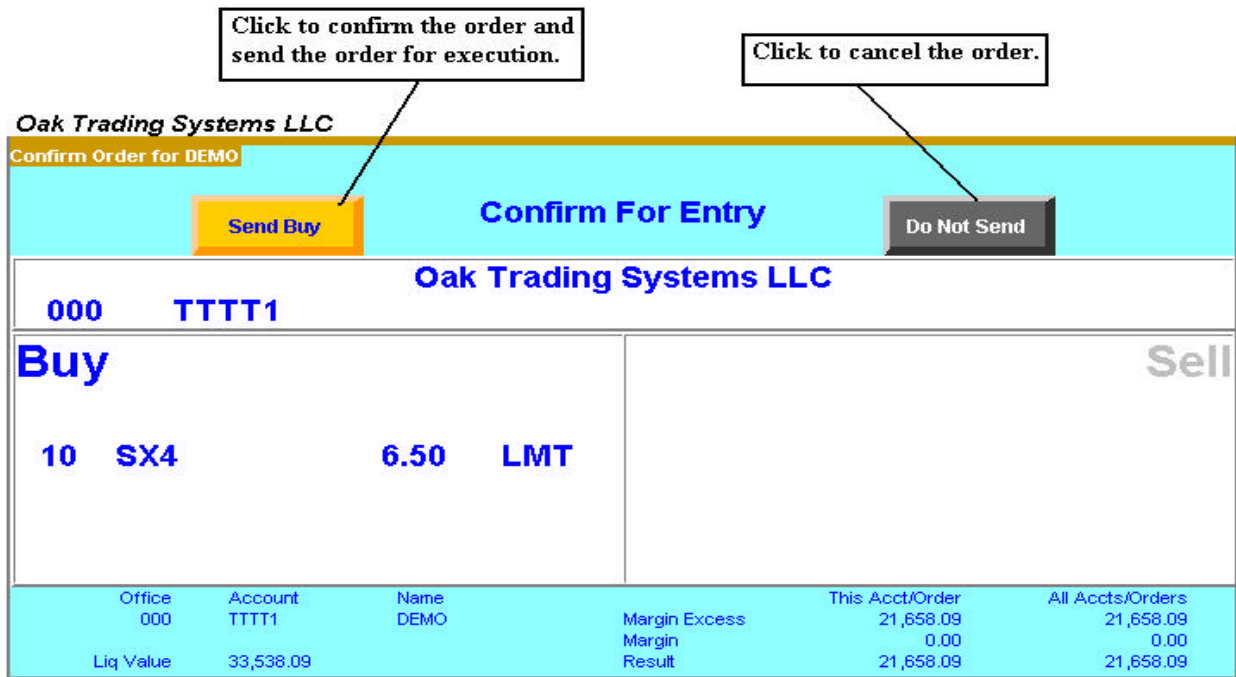 Click to confirm the order and
send the order for execution.
Click to cancel the order.
Oak Trading Systems LLC
Confirm Order for DEMO
Send Buy
Confirm For Entry
Do Not Send
Oak Trading Systems LLC
000 TTTT1
Buy
Sell
10 SX4 6.50 LMT
Office Account Name This Acct/Order All Accts/Orders
000 TTTT1 DEMO Margin Excess 21,658.09 21,658.09
Margin 0.00 0.00
Liq Value 33,538.09 Result 21,658.09 21,658.09